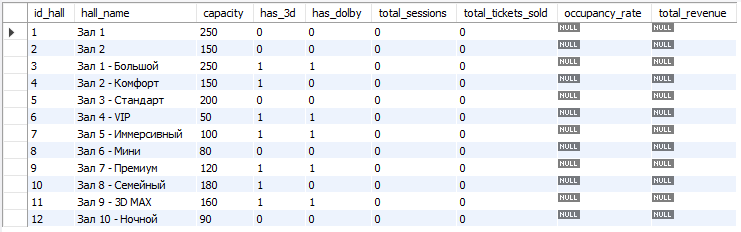 id_hall hall_name capacity has_3d has_dolby total_sessions total_tickets_sold occupancy_rate total_revenue
1 Зал 1 250 0 0 0 0 NULL NULL
2 Зал 2 150 0 0 0 0 NULL NULL
3 Зал 1 - Большой 250 1 1 0 0 NULL NULL
4 Зал 2 - Комфорт 150 1 0 0 0 NULL NULL
5 Зал 3 - Стандарт 200 0 0 0 0 NULL NULL
6 Зал 4 - VIP 50 1 1 0 0 NULL NULL
7 Зал 5 - Иммерсивный 100 1 1 0 0 NULL NULL
8 Зал 6 - Мини 80 0 0 0 0 NULL NULL
9 Зал 7 - Премиум 120 1 1 0 0 NULL NULL
10 Зал 8 - Семейный 180 1 0 0 0 NULL NULL
11 Зал 9 - 3D MAX 160 1 1 0 0 NULL NULL
12 Зал 10 - Ночной 90 0 0 0 0 NULL NULL